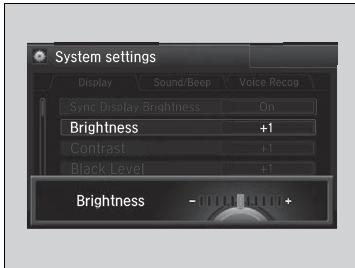 System settings
Display Sound/Beep Voice Recog
Sync Display Brightness On
Brightness +1
Contrast +1
Black Level +1
Brightness - +